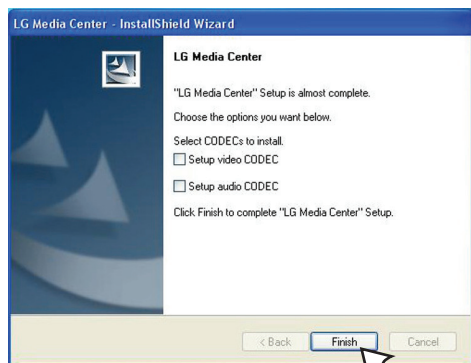 LG Media Center - InstallShield Wizard
LG Media Center
"LG Media Center" Setup is almost complete.
Choose the options you want below.
Select CODECs to install.
Setup video CODEC
Setup audio CODEC
Click Finish to complete "LG Media Center" Setup.
< Back Finish Cancel